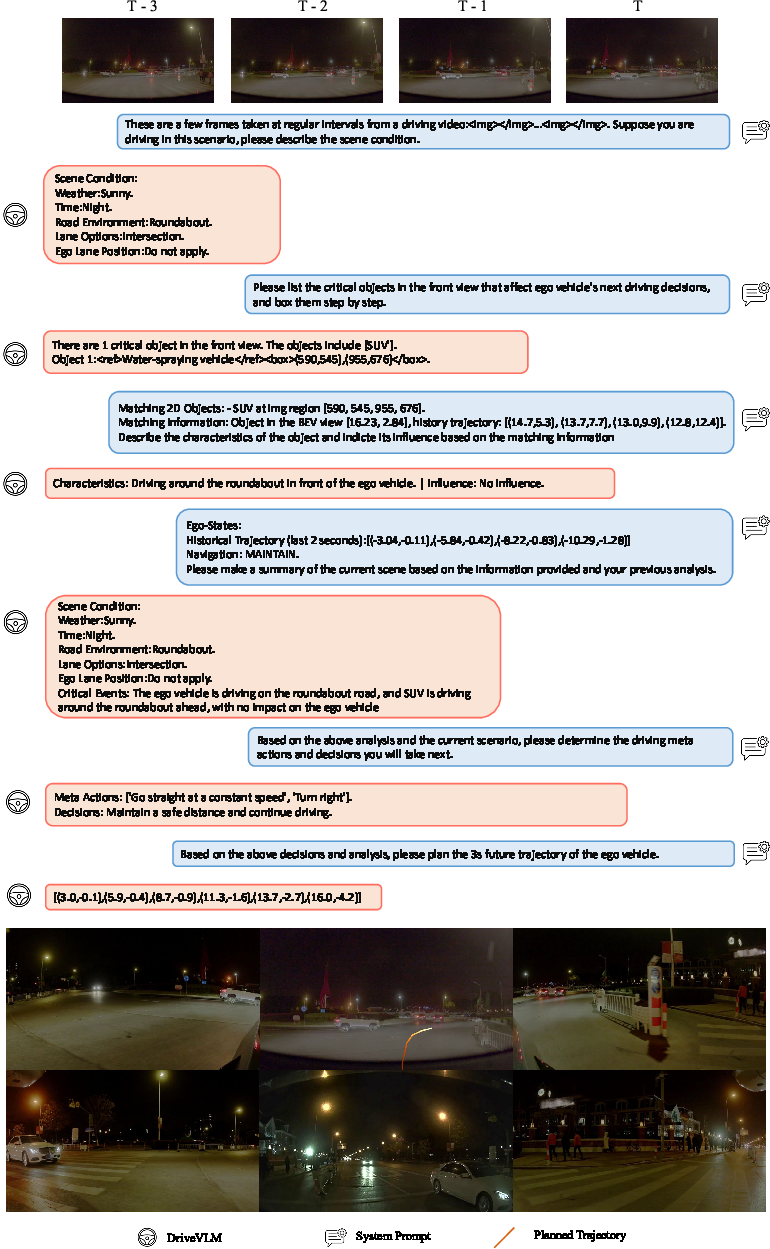 T - 3
T - 2
T - 1
T
These are a few frames taken at regular intervals from a driving video:<img></img>...<img></img>. Suppose you are
driving in this scenario, please describe the scene condition.
Scene Condition:
Weather:Sunny.
Time:Night.
Road Environment:Roundabout.
Lane Options:Intersection.
Ego Lane Position:Do not apply.
Please list the critical objects in the front view that affect ego vehicle's next driving decisions,
and box them step by step.
There are 1 critical object in the front view. The objects include ['SUV'].
Object 1:<ref>Water-spraying vehicle</ref><box>(590,545),(955,676)</box>.
Matching 2D Objects: - SUV at img region [590, 545, 955, 676].
Matching Information: Object in the BEV view [16.23, 2.84], history trajectory: [(14.7,5.3), (13.7,7.7), (13.0,9.9), (12.8,12.4)].
Describe the characteristics of the object and indicte its influence based on the matching information
Characteristics: Driving around the roundabout in front of the ego vehicle. | Influence: No influence.
Ego-States:
Historical Trajectory (last 2 seconds):[(-3.04,-0.11),(-5.84,-0.42),(-8.22,-0.83),(-10.29,-1.28)]
Navigation: MAINTAIN.
Please make a summary of the current scene based on the information provided and your previous analysis.
Scene Condition:
Weather:Sunny.
Time:Night.
Road Environment:Roundabout.
Lane Options:Intersection.
Ego Lane Position:Do not apply.
Critical Events: The ego vehicle is driving on the roundabout road, and SUV is driving
around the roundabout ahead, with no impact on the ego vehicle
Based on the above analysis and the current scenario, please determine the driving meta
actions and decisions you will take next.
Meta Actions: ['Go straight at a constant speed', 'Turn right'].
Decisions: Maintain a safe distance and continue driving.
Based on the above decisions and analysis, please plan the 3s future trajectory of the ego vehicle.
[(3.0,-0.1),(5.9,-0.4),(8.7,-0.9),(11.3,-1.6),(13.7,-2.7),(16.0,-4.2)]
DriveVLM
System Prompt
Planned Trajectory